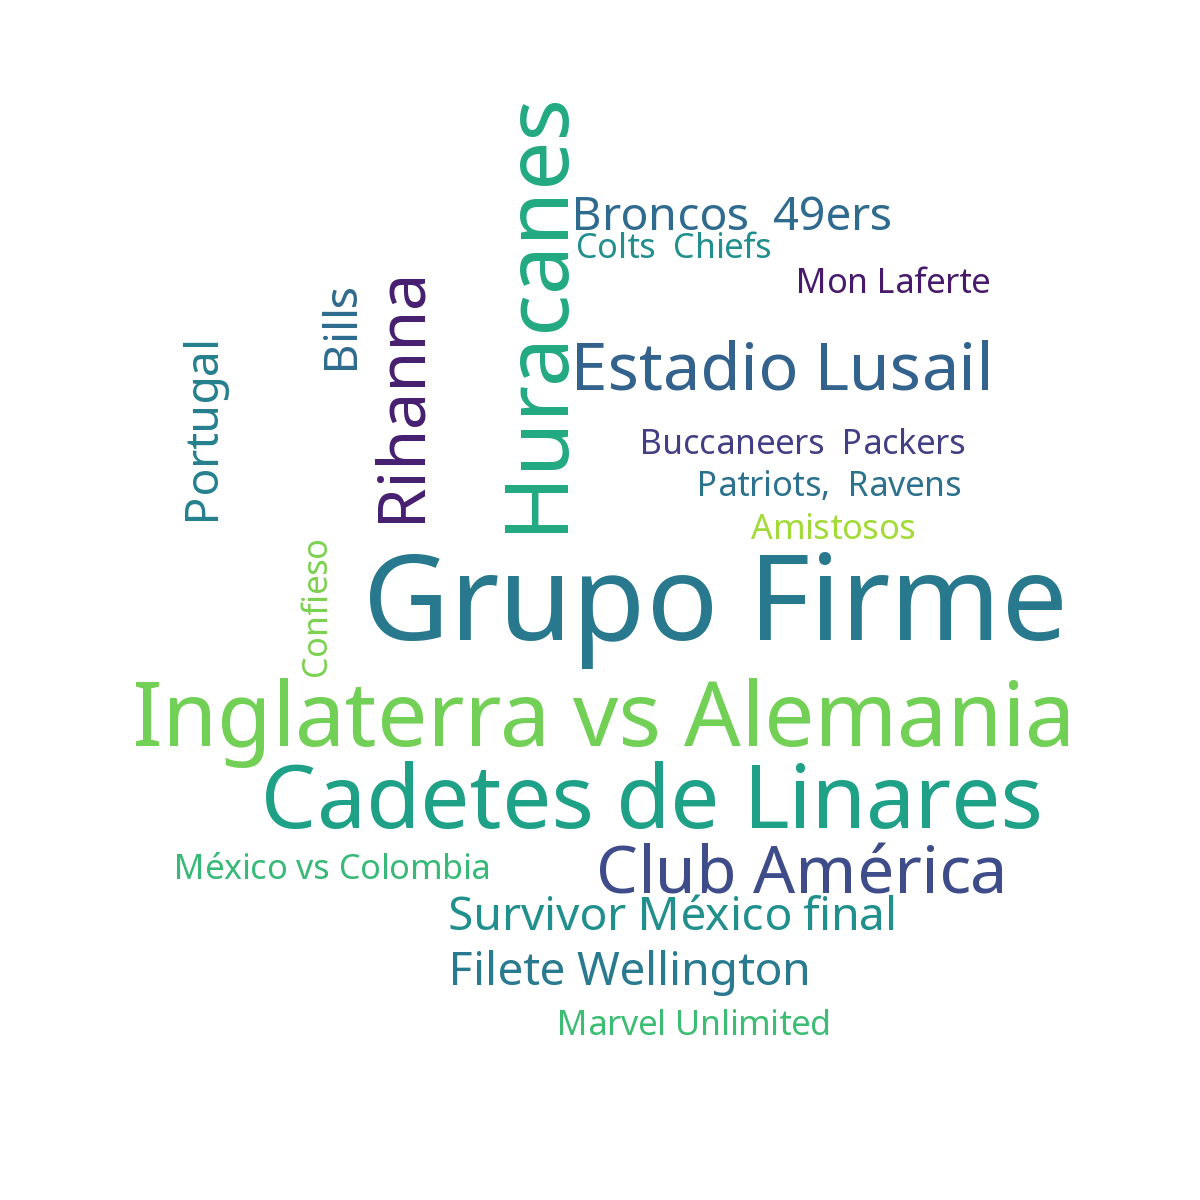 Huracanes
Broncos  49ers
Colts  Chiefs
Mon Laferte
Rihanna
Bills
Portugal
Estadio Lusail
Buccaneers  Packers
Patriots,  Ravens
Amistosos
Confieso
Grupo Firme
Inglaterra vs Alemania
Cadetes de Linares
México vs Colombia
Club América
Survivor México final
Filete Wellington
Marvel Unlimited